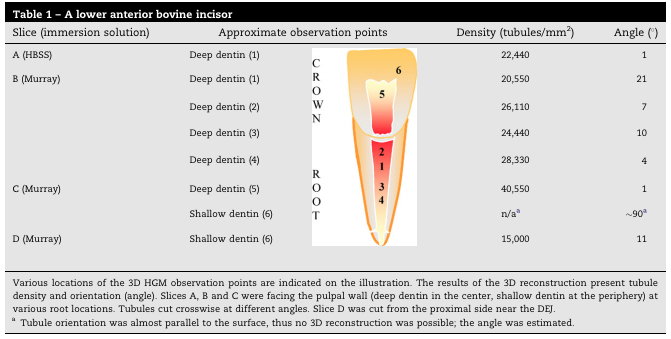 Table 1 – A lower anterior bovine incisor
Slice (immersion solution) Approximate observation points Density (tubules/mm²) Angle (°)
A (HBSS) Deep dentin (1) 22,440 1
B (Murray) Deep dentin (1) 20,550 21
Deep dentin (2) 26,110 7
Deep dentin (3) 24,440 10
Deep dentin (4) 28,330 4
C (Murray) Deep dentin (5) 40,550 1
Shallow dentin (6) n/aᵃ ~90ᵃ
D (Murray) Shallow dentin (6) 15,000 11
C
R
O
W
N
R
O
O
T
6
5
2
1
3
4
Various locations of the 3D HGM observation points are indicated on the illustration. The results of the 3D reconstruction present tubule
density and orientation (angle). Slices A, B and C were facing the pulpal wall (deep dentin in the center, shallow dentin at the periphery) at
various root locations. Tubules cut crosswise at different angles. Slice D was cut from the proximal side near the DEJ.
ᵃ Tubule orientation was almost parallel to the surface, thus no 3D reconstruction was possible; the angle was estimated.